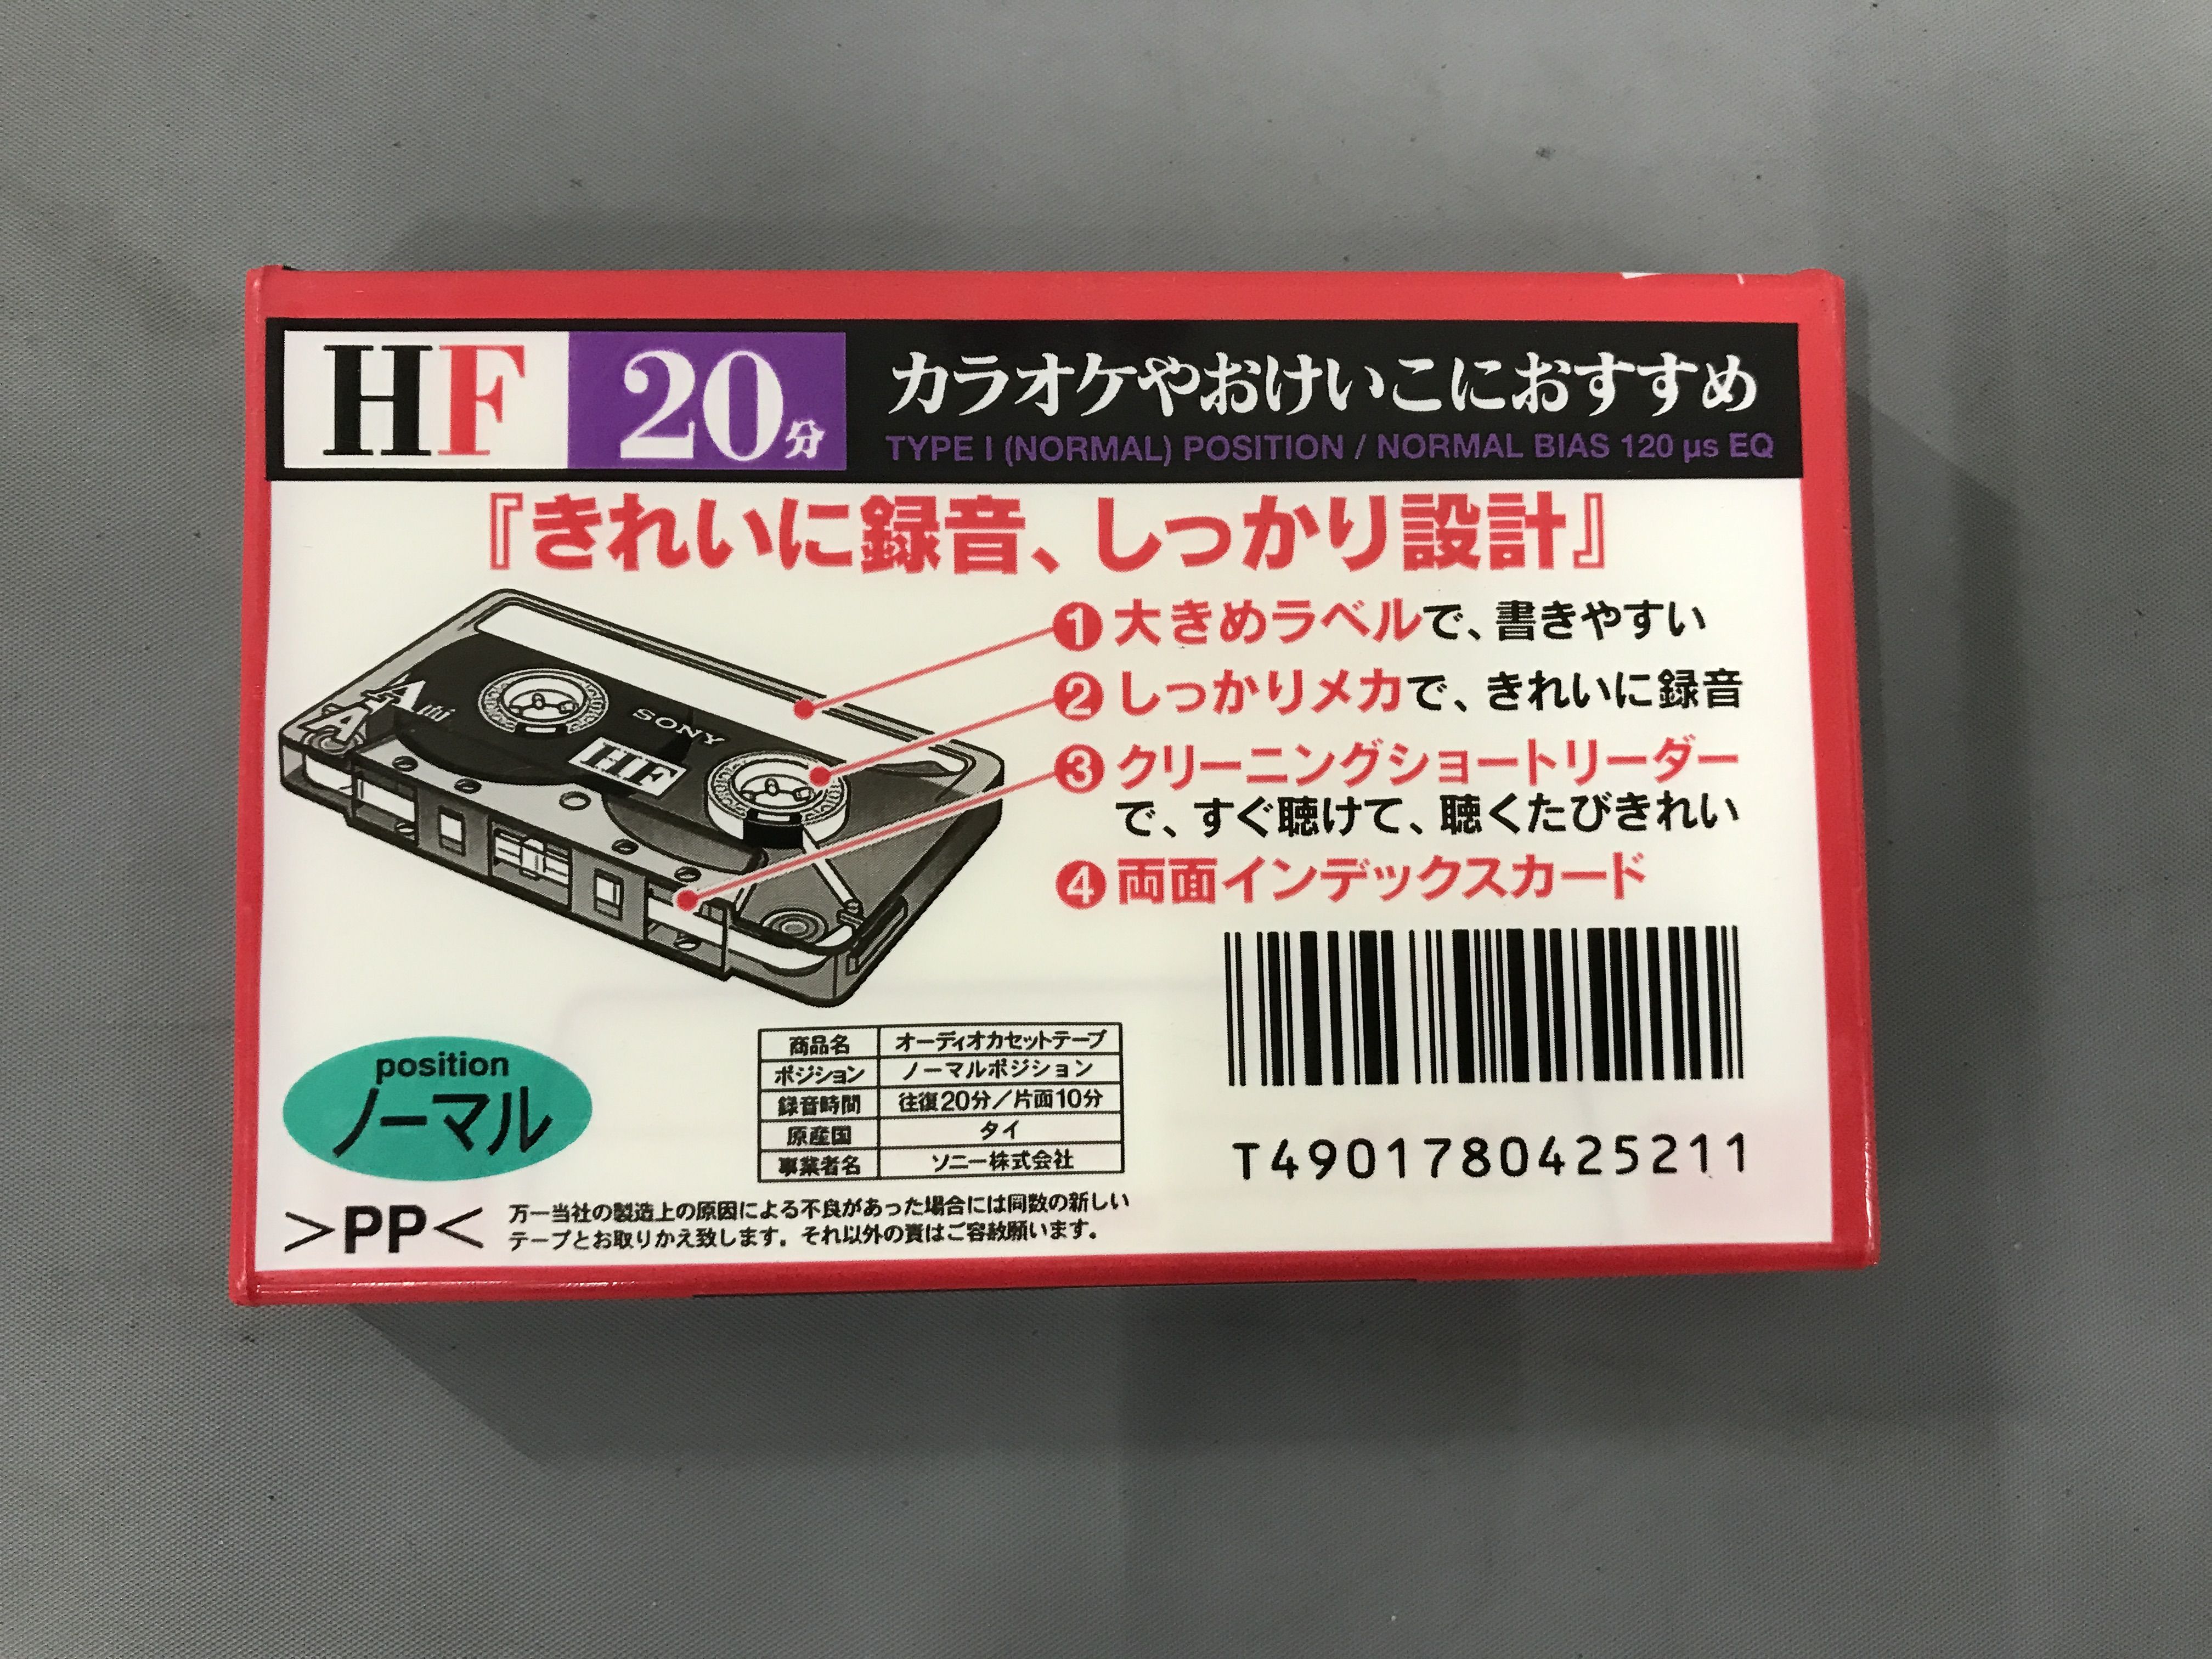 HF 20分 カラオケやおけいこにおすすめ
TYPE I (NORMAL) POSITION / NORMAL BIAS 120 µs EQ
『きれいに録音、しっかり設計』
❶大きめラベルで、書きやすい
❷しっかりメカで、きれいに録音
❸クリーニングショートリーダー
で、すぐ聴けて、聴くたびきれい
❹両面インデックスカード
A
A
SONY
HF
position
ノーマル
商品名 オーディオカセットテープ
ポジション ノーマルポジション
録音時間 往復20分／片面10分
原産国 タイ
事業者名 ソニー株式会社
T4901780425211
>PP<
万一当社の製造上の原因による不良があった場合には同数の新しい
テープとお取りかえ致します。それ以外の責はご容赦願います。